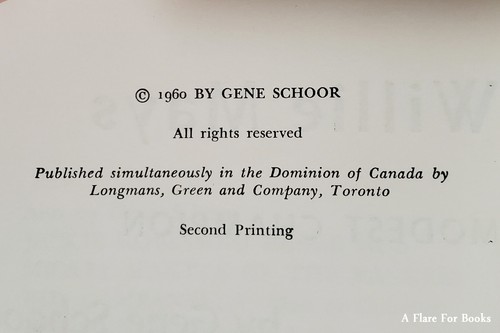 © 1960 BY GENE SCHOOR
All rights reserved
Published simultaneously in the Dominion of Canada by
Longmans, Green and Company, Toronto
Second Printing
A Flare For Books